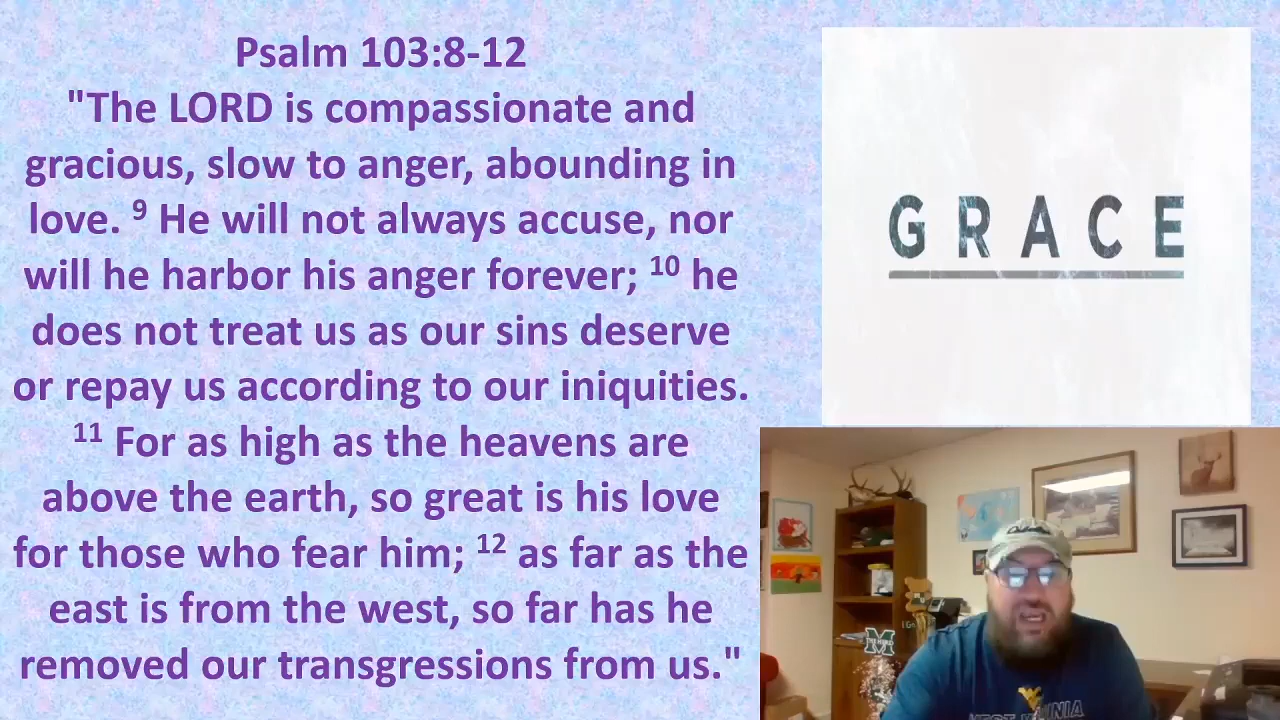 Psalm 103:8-12
"The LORD is compassionate and
gracious, slow to anger, abounding in
love. ⁹ He will not always accuse, nor
will he harbor his anger forever; ¹⁰ he
does not treat us as our sins deserve
or repay us according to our iniquities.
¹¹ For as high as the heavens are
above the earth, so great is his love
for those who fear him; ¹² as far as the
east is from the west, so far has he
removed our transgressions from us."
GRACE
M
THE HERD